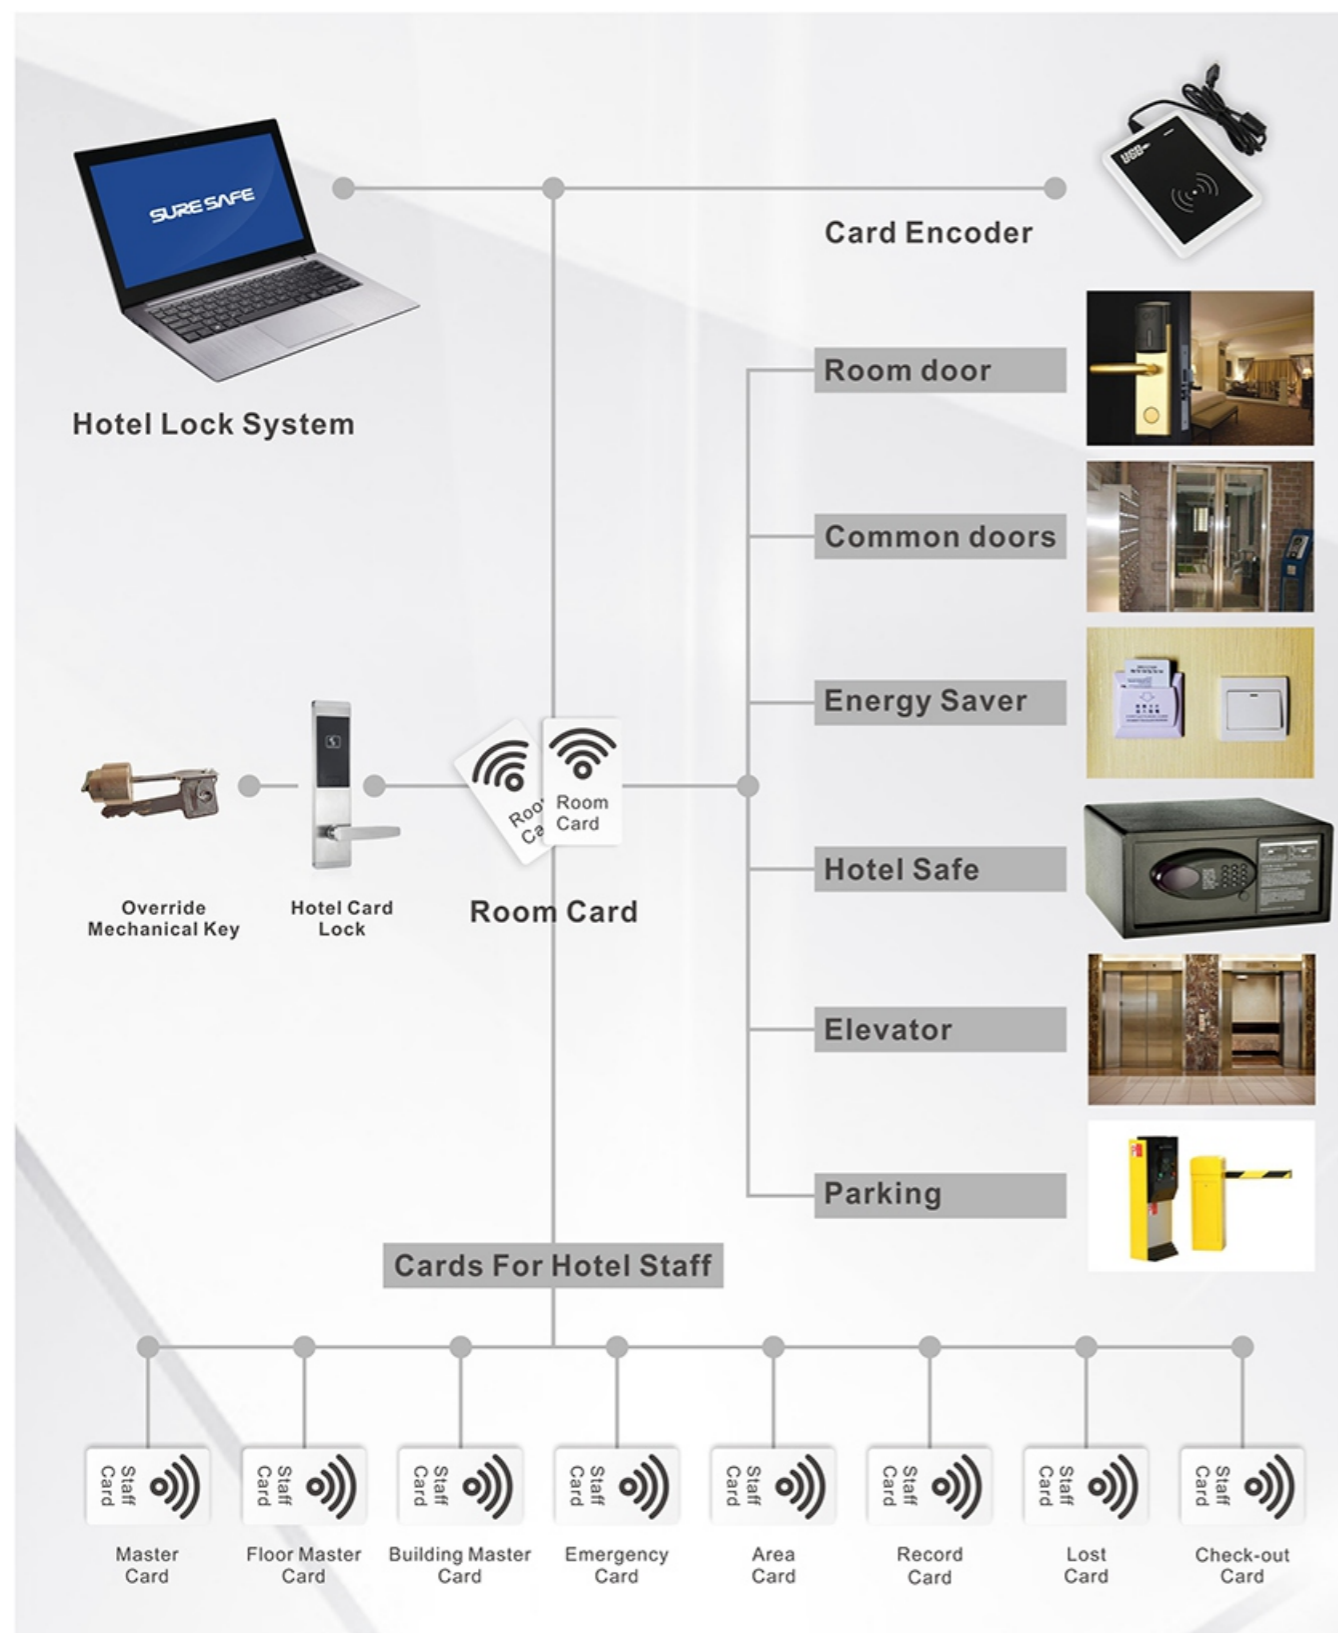 SURE SAFE
USB
Card Encoder
Hotel Lock System
Room door
Common doors
Energy Saver
Hotel Safe
Elevator
Parking
Room
Card
Room
Card
Override
Mechanical Key
Hotel Card
Lock
Room Card
Cards For Hotel Staff
Staff
Card
Staff
Card
Staff
Card
Staff
Card
Staff
Card
Staff
Card
Staff
Card
Staff
Card
Master
Card
Floor Master
Card
Building Master
Card
Emergency
Card
Area
Card
Record
Card
Lost
Card
Check-out
Card